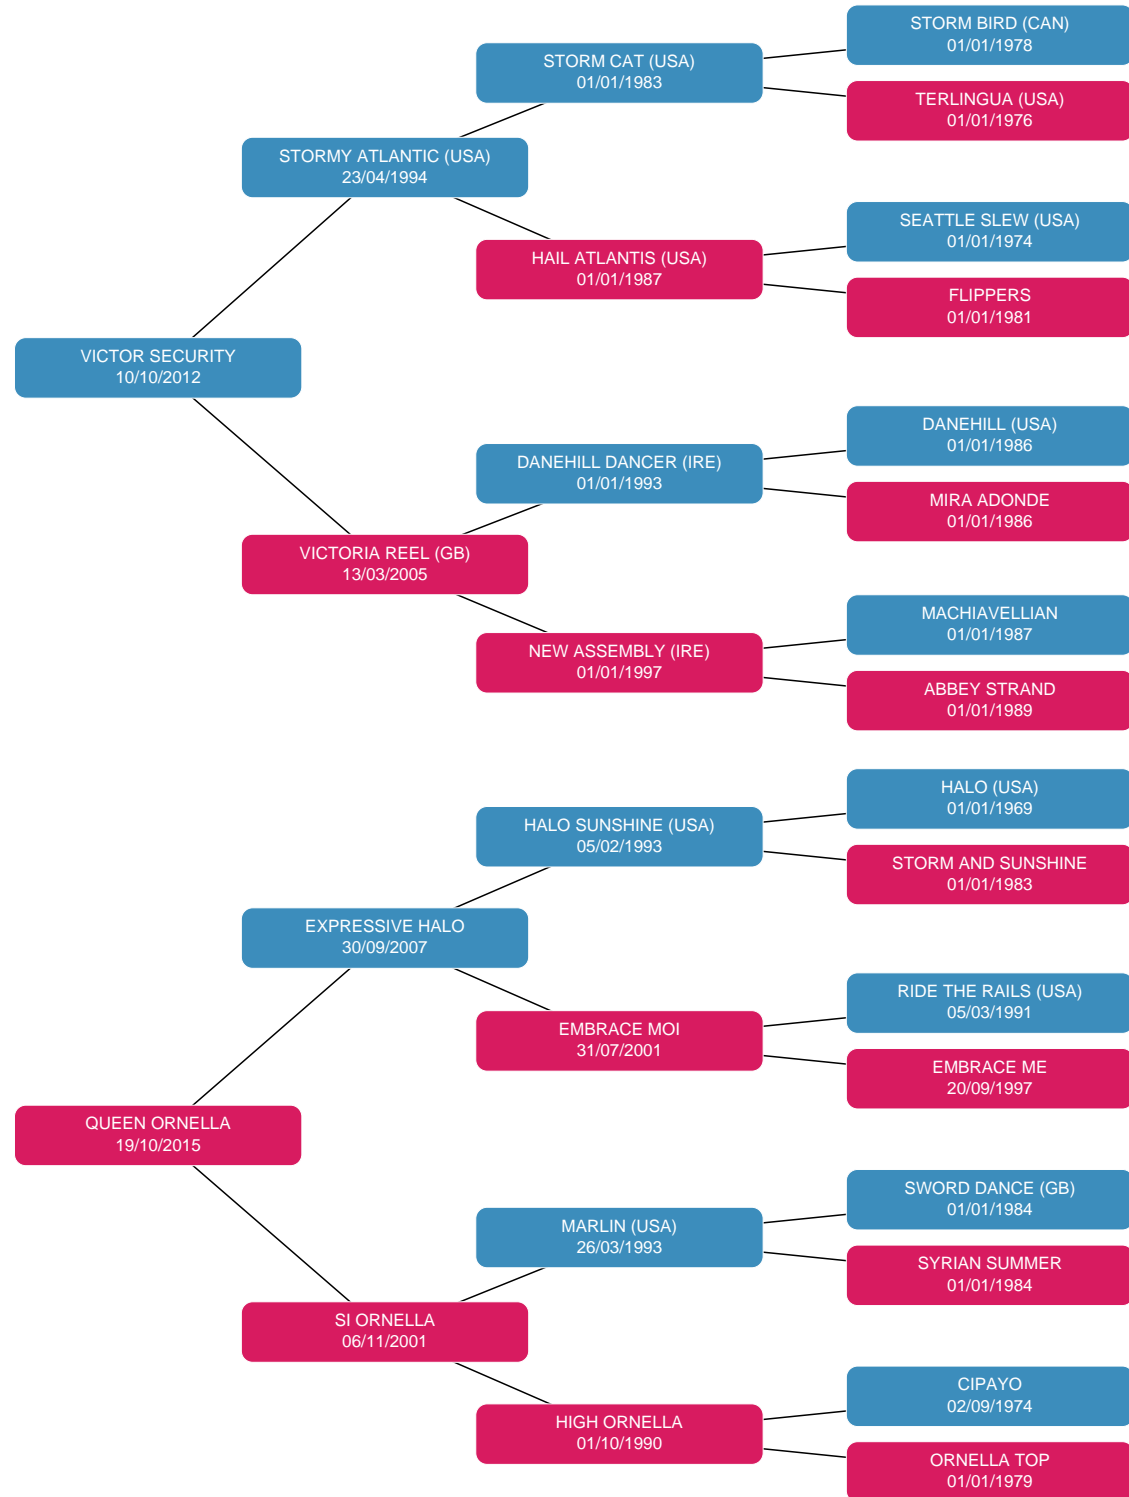 STORM BIRD (CAN)
01/01/1978
STORM CAT (USA)
01/01/1983
TERLINGUA (USA)
01/01/1976
STORMY ATLANTIC (USA)
23/04/1994
SEATTLE SLEW (USA)
01/01/1974
HAIL ATLANTIS (USA)
01/01/1987
FLIPPERS
01/01/1981
VICTOR SECURITY
10/10/2012
DANEHILL (USA)
01/01/1986
DANEHILL DANCER (IRE)
01/01/1993
MIRA ADONDE
01/01/1986
VICTORIA REEL (GB)
13/03/2005
MACHIAVELLIAN
01/01/1987
NEW ASSEMBLY (IRE)
01/01/1997
ABBEY STRAND
01/01/1989
HALO (USA)
01/01/1969
HALO SUNSHINE (USA)
05/02/1993
STORM AND SUNSHINE
01/01/1983
EXPRESSIVE HALO
30/09/2007
RIDE THE RAILS (USA)
05/03/1991
EMBRACE MOI
31/07/2001
EMBRACE ME
20/09/1997
QUEEN ORNELLA
19/10/2015
SWORD DANCE (GB)
01/01/1984
MARLIN (USA)
26/03/1993
SYRIAN SUMMER
01/01/1984
SI ORNELLA
06/11/2001
CIPAYO
02/09/1974
HIGH ORNELLA
01/10/1990
ORNELLA TOP
01/01/1979